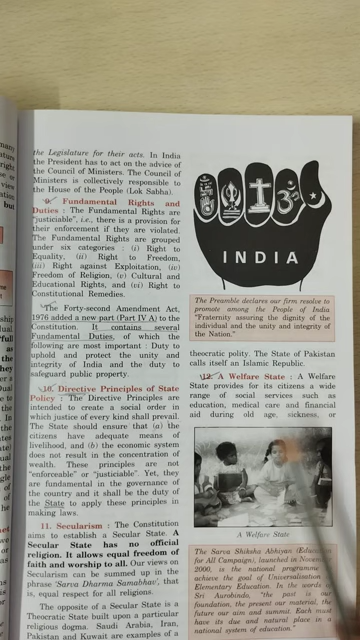 the Legislature for their acts. In India
the President has to act on the advice of
the Council of Ministers. The Council of
Ministers is collectively responsible to
the House of the People (Lok Sabha).
9. Fundamental Rights and
Duties : The Fundamental Rights are
"justiciable", i.e., there is a provision for
their enforcement if they are violated.
The Fundamental Rights are grouped
under six categories : (i) Right to
Equality, (ii) Right to Freedom,
(iii) Right against Exploitation, (iv)
Freedom of Religion, (v) Cultural and
Educational Rights, and (vi) Right to
Constitutional Remedies.
The Forty-second Amendment Act,
1976 added a new part (Part IV A) to the
Constitution. It contains several
Fundamental Duties, of which the
following are most important : Duty to
uphold and protect the unity and
integrity of India and the duty to
safeguard public property.
10. Directive Principles of State
Policy : The Directive Principles are
intended to create a social order in
which justice of every kind shall prevail.
The State should ensure that (a) the
citizens have adequate means of
livelihood, and (b) the economic system
does not result in the concentration of
wealth. These principles are not
"enforceable" or "justiciable". Yet, they
are fundamental in the governance of
the country and it shall be the duty of
the State to apply these principles in
making laws.
11. Secularism : The Constitution
aims to establish a Secular State. A
Secular State has no official
religion. It allows equal freedom of
faith and worship to all. Our views on
Secularism can be summed up in the
phrase 'Sarva Dharma Samabhav', that
is, equal respect for all religions.
The opposite of a Secular State is a
Theocratic State built upon a particular
religious dogma. Saudi Arabia, Iran,
Pakistan and Kuwait are examples of a
INDIA
The Preamble declares our firm resolve to
promote among the People of India
"Fraternity assuring the dignity of the
individual and the unity and integrity of
the Nation."
theocratic polity. The State of Pakistan
calls itself an Islamic Republic.
12. A Welfare State : A Welfare
State provides for its citizens a wide
range of social services such as
education, medical care and financial
aid during old age, sickness, or
A Welfare State
The Sarva Shiksha Abhiyan (Education
for All Campaign), launched in
2000, is the national programme
achieve the goal of Universalisation
Elementary Education. In the words
Sri Aurobindo, "the past is our
foundation, the present our material, the
future our aim and summit. Each must
have its due and natural place in a
national system of education."